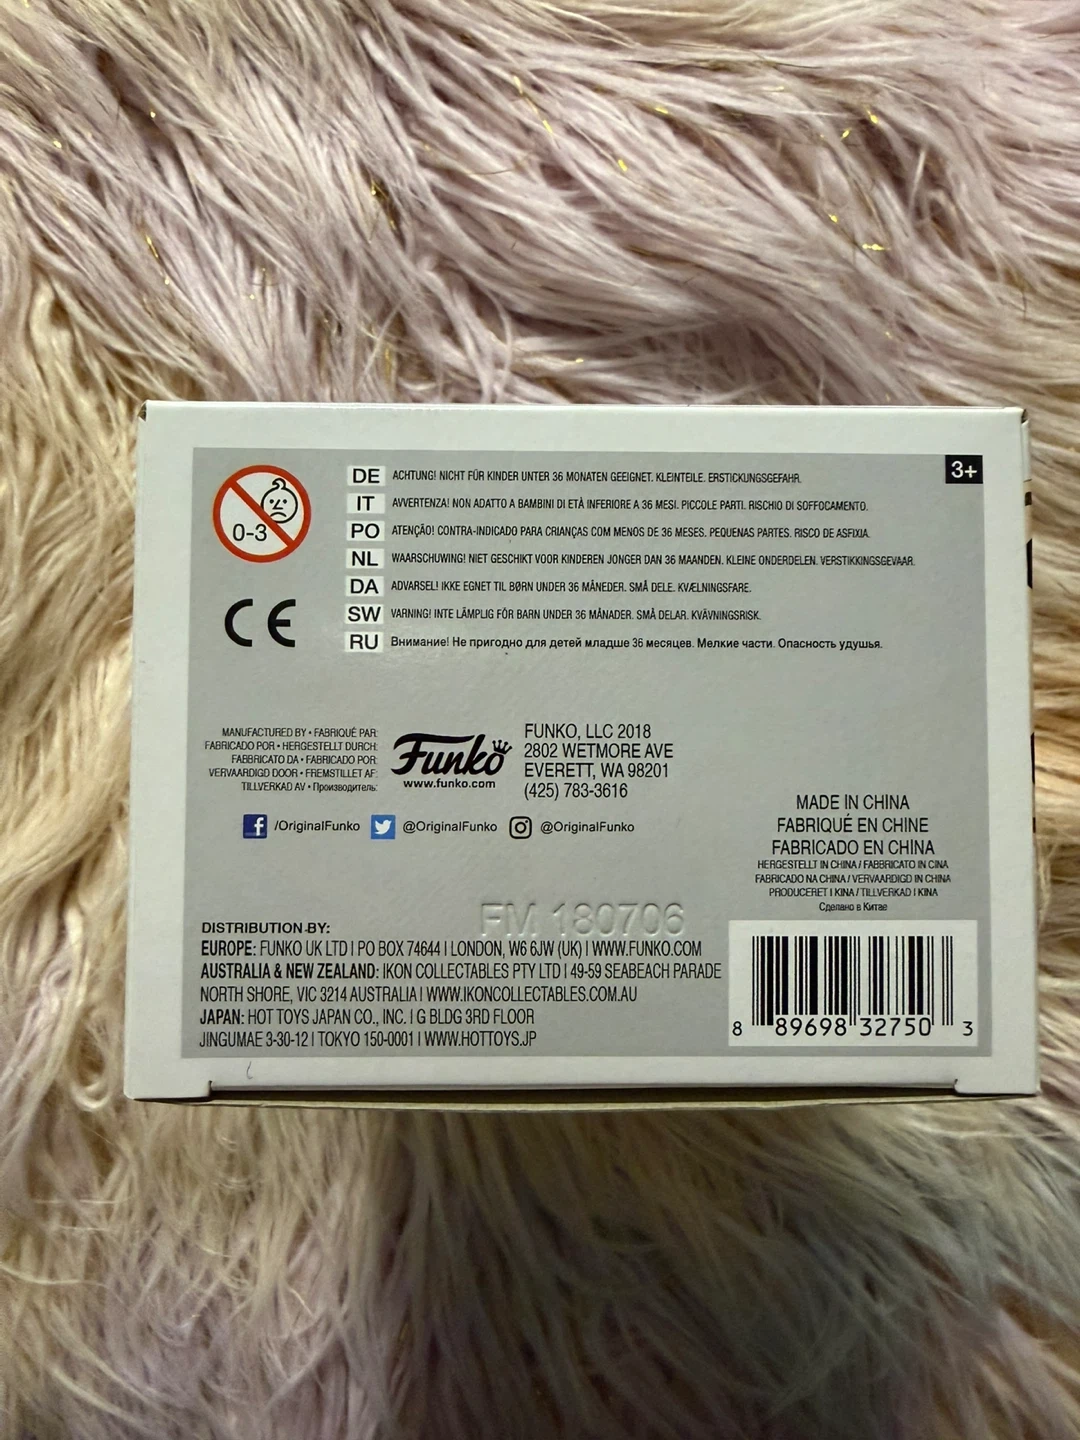 3+
0-3
DE ACHTUNG! NICHT FÜR KINDER UNTER 36 MONATEN GEEIGNET. KLEINTEILE. ERSTICKUNGSGEFAHR.
IT AVVERTENZA! NON ADATTO A BAMBINI DI ETÀ INFERIORE A 36 MESI. PICCOLE PARTI. RISCHIO DI SOFFOCAMENTO.
PO ATENÇÃO! CONTRA-INDICADO PARA CRIANÇAS COM MENOS DE 36 MESES. PEQUENAS PARTES. RISCO DE ASFIXIA.
NL WAARSCHUWING! NIET GESCHIKT VOOR KINDEREN JONGER DAN 36 MAANDEN. KLEINE ONDERDELEN. VERSTIKKINGSGEVAAR.
DA ADVARSEL! IKKE EGNET TIL BØRN UNDER 36 MÅNEDER. SMÅ DELE. KVÆLNINGSFARE.
SW VARNING! INTE LÄMPLIG FÖR BARN UNDER 36 MÅNADER. SMÅ DELAR. KVÄVNINGSRISK.
RU Внимание! Не пригодно для детей младше 36 месяцев. Мелкие части. Опасность удушья.
CE
MANUFACTURED BY • FABRIQUÉ PAR:
FABRICADO POR • HERGESTELLT DURCH:
FABBRICATO DA • FABRICADO POR:
VERVAARDIGD DOOR • FREMSTILLET AF:
TILLVERKAD AV • Производитель:
Funko
www.funko.com
FUNKO, LLC 2018
2802 WETMORE AVE
EVERETT, WA 98201
(425) 783-3616
f /OriginalFunko @OriginalFunko @OriginalFunko
MADE IN CHINA
FABRIQUÉ EN CHINE
FABRICADO EN CHINA
HERGESTELLT IN CHINA / FABBRICATO IN CINA
FABRICADO NA CHINA / VERVAARDIGD IN CHINA
PRODUCERET I KINA / TILLVERKAD I KINA
Сделано в Китае
FM 180706
DISTRIBUTION BY:
EUROPE: FUNKO UK LTD | PO BOX 74644 | LONDON, W6 6JW (UK) | WWW.FUNKO.COM
AUSTRALIA & NEW ZEALAND: IKON COLLECTABLES PTY LTD | 49-59 SEABEACH PARADE
NORTH SHORE, VIC 3214 AUSTRALIA | WWW.IKONCOLLECTABLES.COM.AU
JAPAN: HOT TOYS JAPAN CO., INC. | G BLDG 3RD FLOOR
JINGUMAE 3-30-12 | TOKYO 150-0001 | WWW.HOTTOYS.JP
8 89698 32750 3